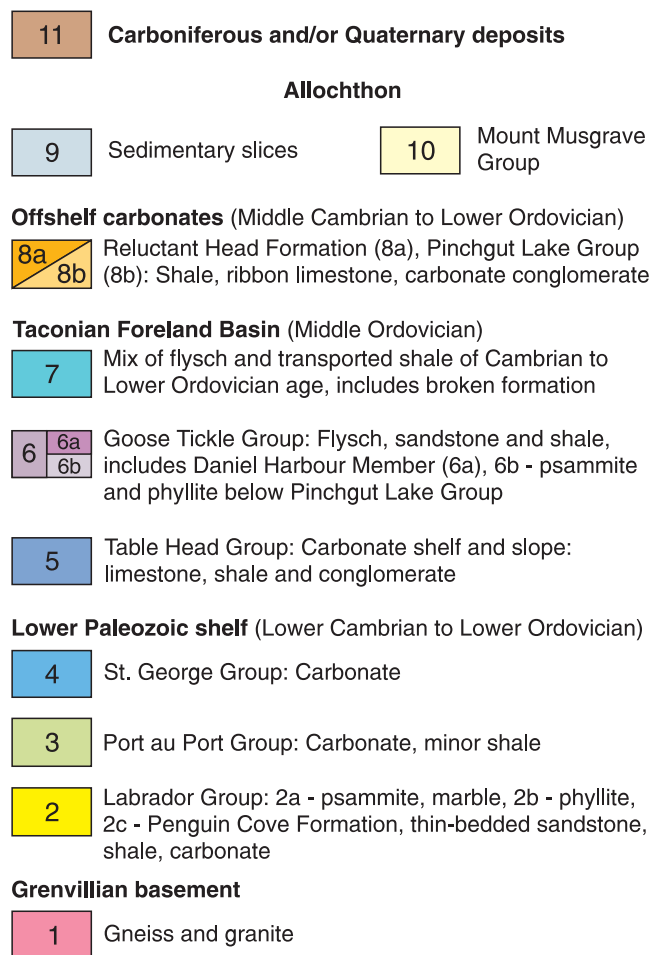 11 Carboniferous and/or Quaternary deposits
Allochthon
9 Sedimentary slices
10 Mount Musgrave
Group
Offshelf carbonates (Middle Cambrian to Lower Ordovician)
8a Reluctant Head Formation (8a), Pinchgut Lake Group
8b (8b): Shale, ribbon limestone, carbonate conglomerate
Taconian Foreland Basin (Middle Ordovician)
7 Mix of flysch and transported shale of Cambrian to
Lower Ordovician age, includes broken formation
6 6a Goose Tickle Group: Flysch, sandstone and shale,
6b includes Daniel Harbour Member (6a), 6b - psammite
and phyllite below Pinchgut Lake Group
5 Table Head Group: Carbonate shelf and slope:
limestone, shale and conglomerate
Lower Paleozoic shelf (Lower Cambrian to Lower Ordovician)
4 St. George Group: Carbonate
3 Port au Port Group: Carbonate, minor shale
2 Labrador Group: 2a - psammite, marble, 2b - phyllite,
2c - Penguin Cove Formation, thin-bedded sandstone,
shale, carbonate
Grenvillian basement
1 Gneiss and granite